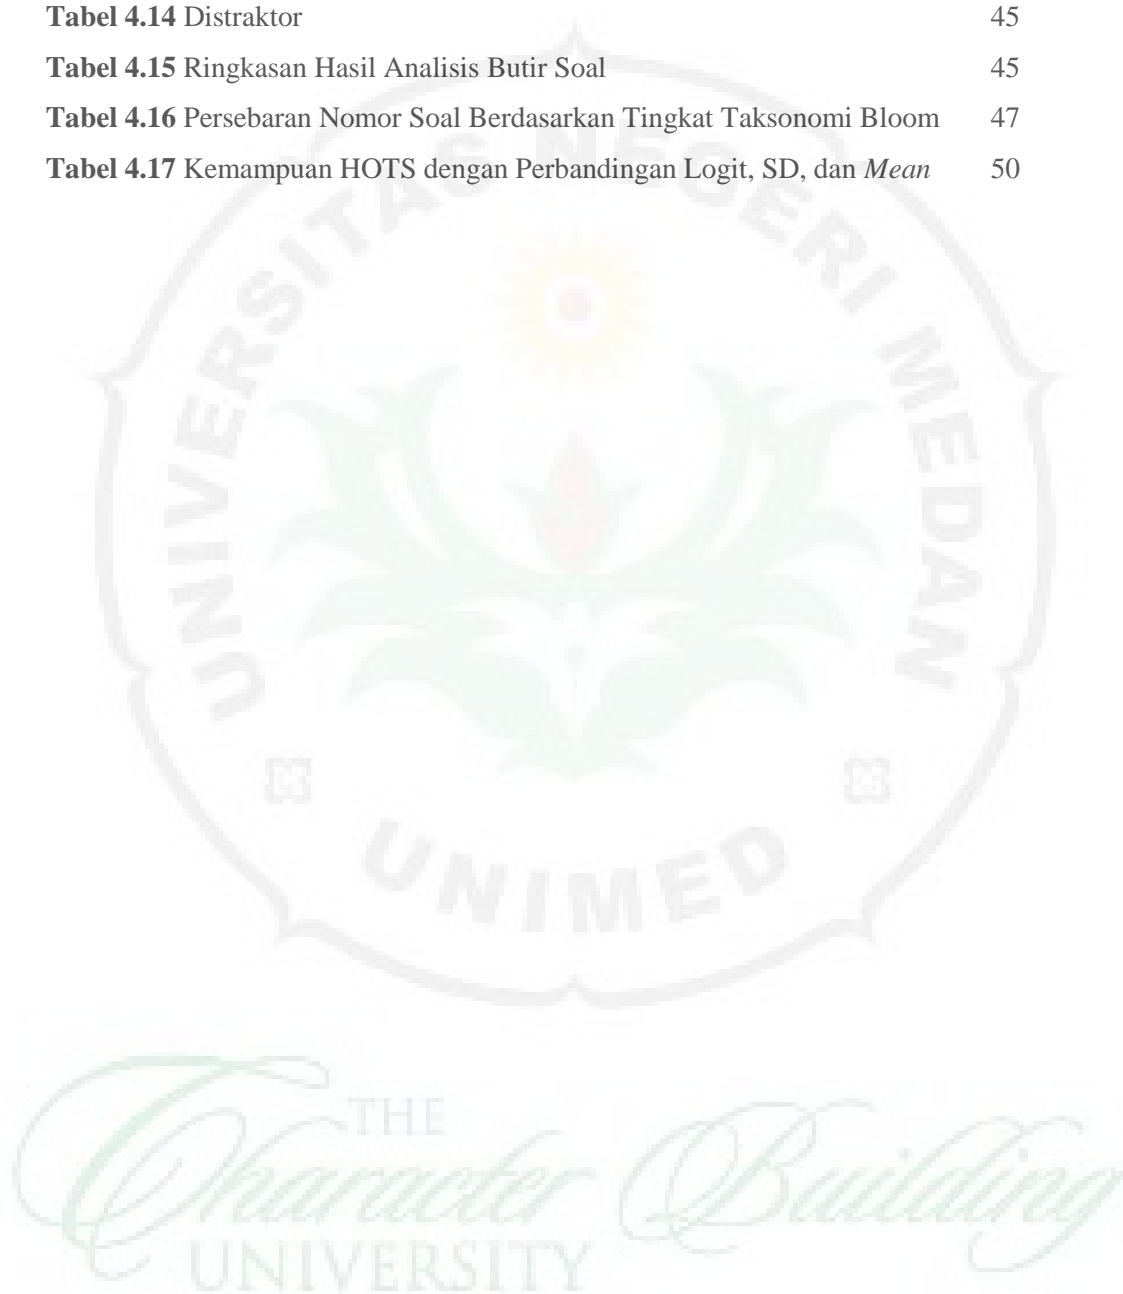 Tabel 4.14 Distraktor 45
Tabel 4.15 Ringkasan Hasil Analisis Butir Soal 45
Tabel 4.16 Persebaran Nomor Soal Berdasarkan Tingkat Taksonomi Bloom 47
Tabel 4.17 Kemampuan HOTS dengan Perbandingan Logit, SD, dan Mean 50
UNIVERSITAS NEGERI MEDAN
UNIMED
THE
Character Building
UNIVERSITY